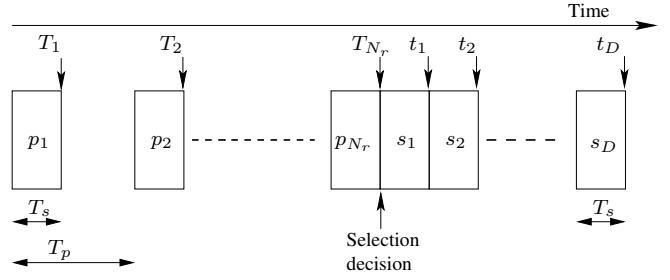 Time
T_1 T_2 T_{N_r} t_1 t_2 t_D
p_1 p_2 p_{N_r} s_1 s_2 s_D
T_s T_s
T_p
Selection
decision